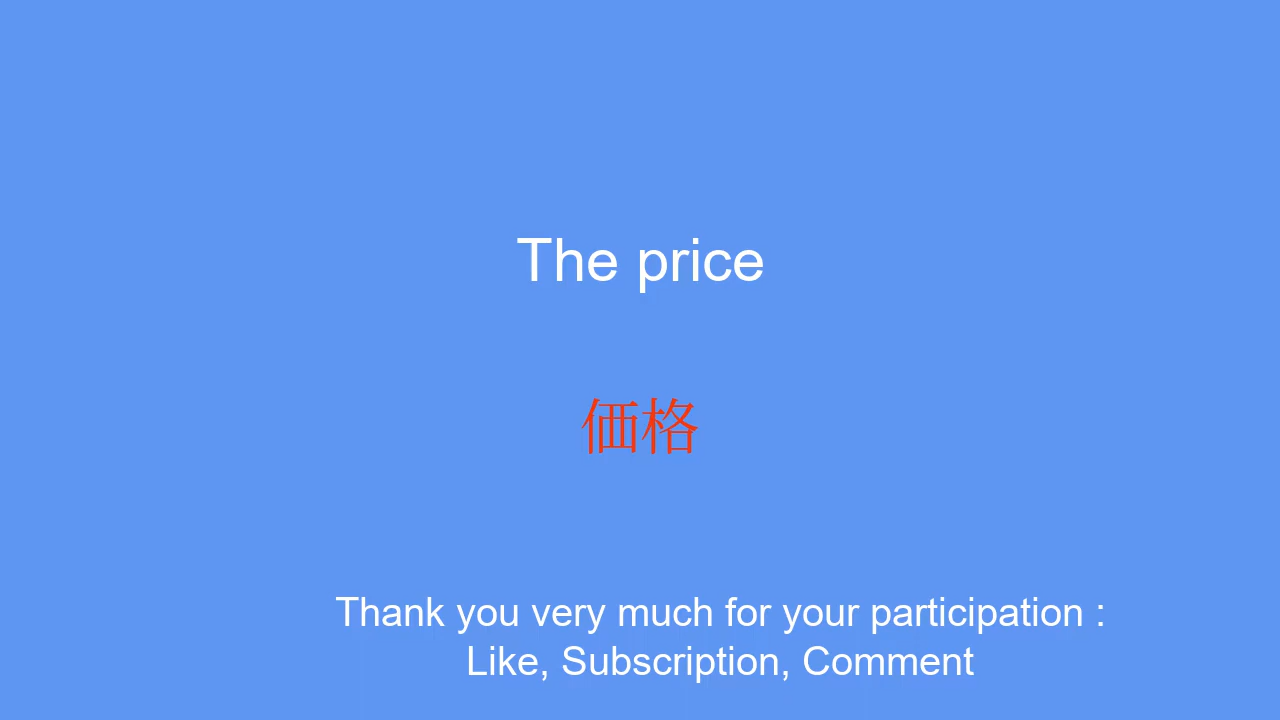 The price
価格
Thank you very much for your participation :
Like, Subscription, Comment